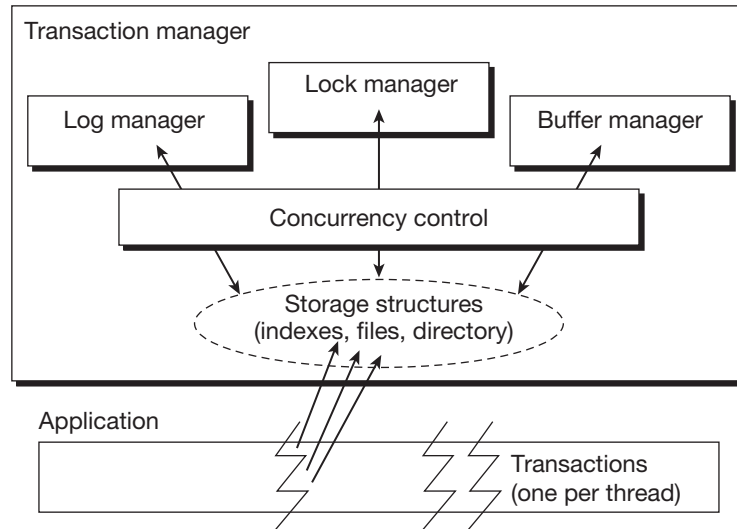 Transaction manager
Lock manager
Log manager
Buffer manager
Concurrency control
Storage structures
(indexes, files, directory)
Application
Transactions
(one per thread)